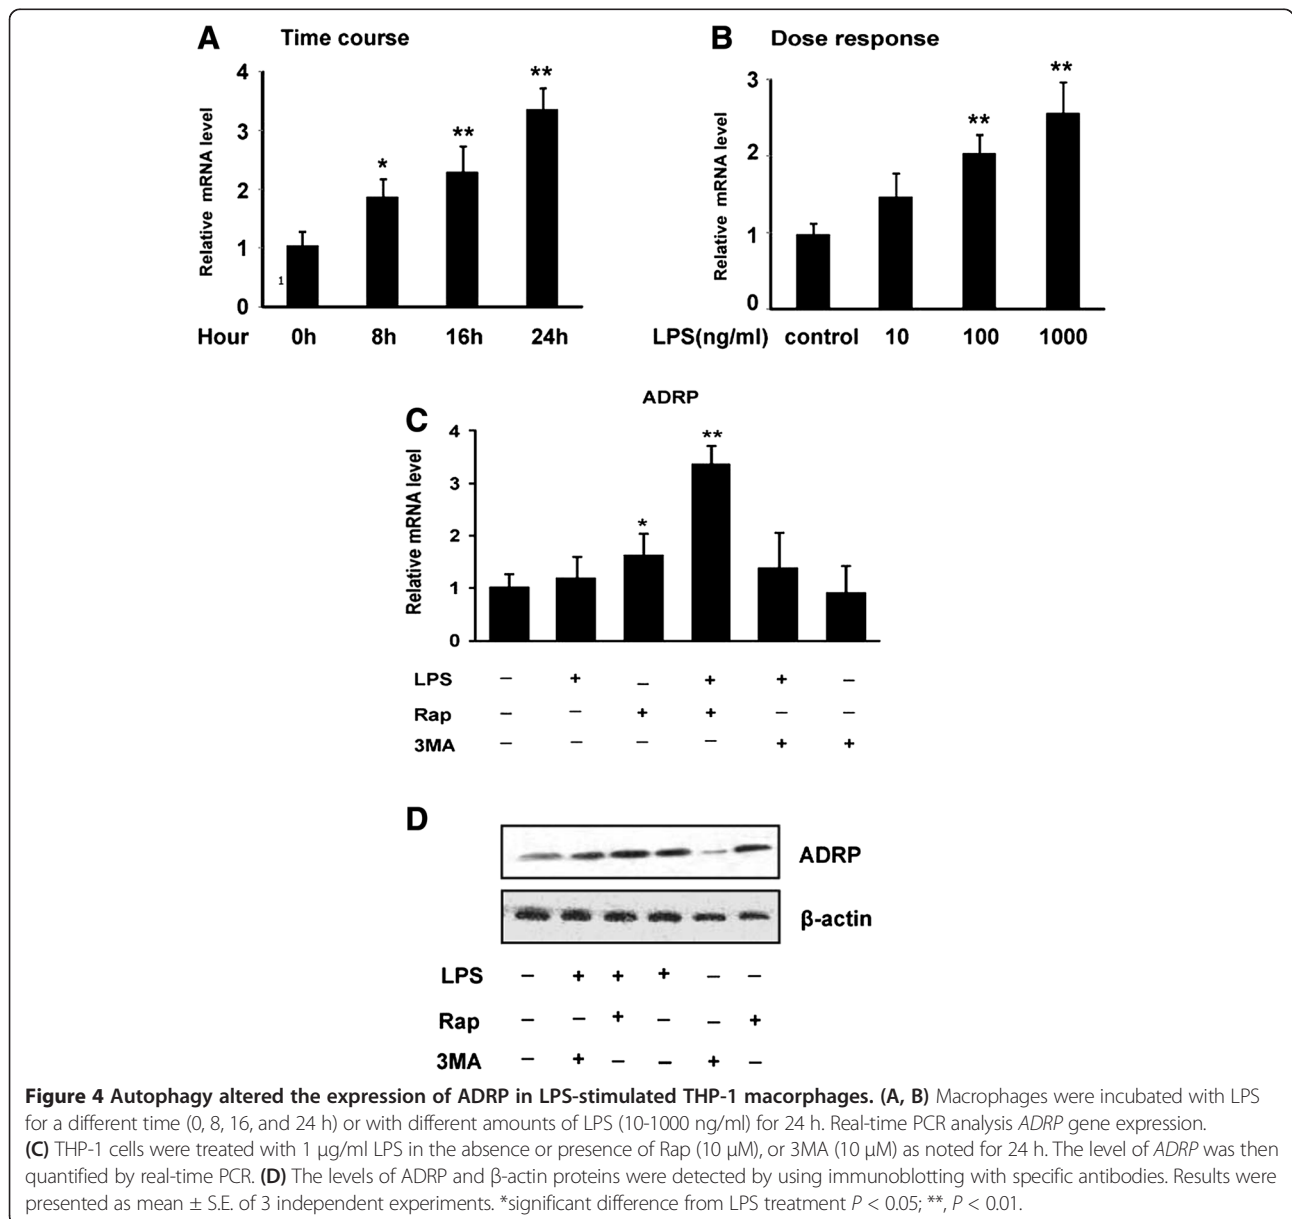 A Time course
Relative mRNA level
4
3
2
1
0
1
*
**
**
Hour 0h 8h 16h 24h
B Dose response
Relative mRNA level
3
2
1
0
**
**
LPS(ng/ml) control 10 100 1000
C
ADRP
Relative mRNA level
4
3
2
1
0
*
**
LPS – + – + + –
Rap – – + + – –
3MA – – – – + +
D
ADRP
β-actin
LPS – + + + – –
Rap – – + – – +
3MA – + – – + –
Figure 4 Autophagy altered the expression of ADRP in LPS-stimulated THP-1 macorphages. (A, B) Macrophages were incubated with LPS
for a different time (0, 8, 16, and 24 h) or with different amounts of LPS (10-1000 ng/ml) for 24 h. Real-time PCR analysis ADRP gene expression.
(C) THP-1 cells were treated with 1 μg/ml LPS in the absence or presence of Rap (10 μM), or 3MA (10 μM) as noted for 24 h. The level of ADRP was then
quantified by real-time PCR. (D) The levels of ADRP and β-actin proteins were detected by using immunoblotting with specific antibodies. Results were
presented as mean ± S.E. of 3 independent experiments. *significant difference from LPS treatment P < 0.05; **, P < 0.01.